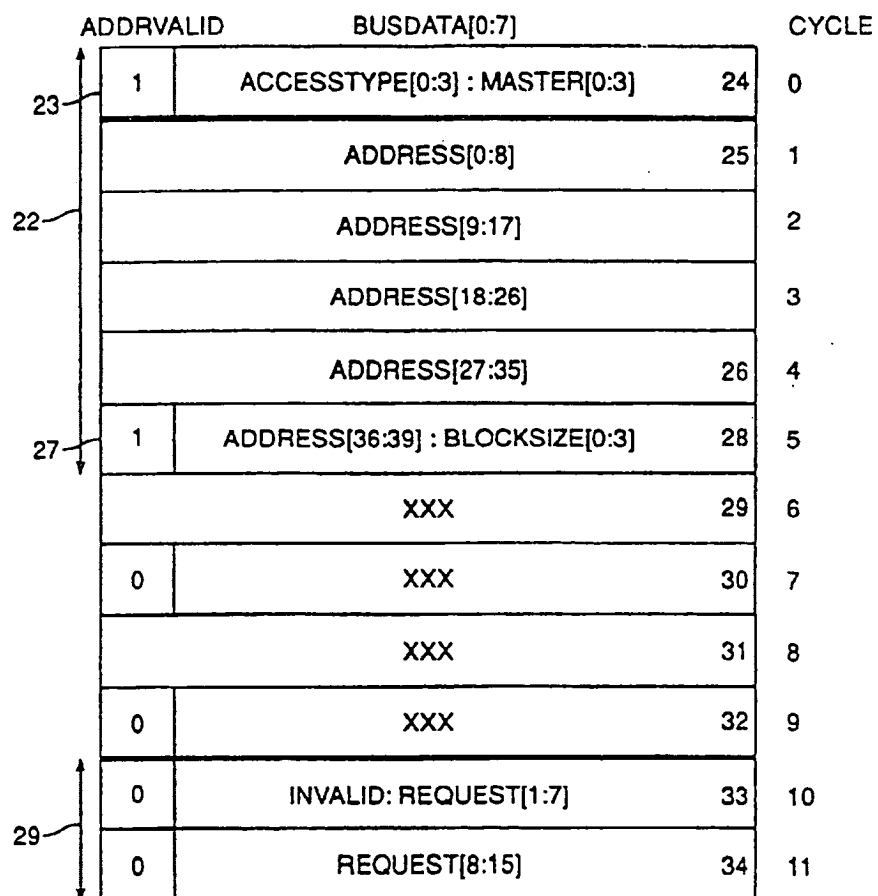 ADDRVALID BUSDATA[0:7] CYCLE
23 1 ACCESSTYPE[0:3] : MASTER[0:3] 24 0
ADDRESS[0:8] 25 1
22 ADDRESS[9:17] 2
ADDRESS[18:26] 3
ADDRESS[27:35] 26 4
27 1 ADDRESS[36:39] : BLOCKSIZE[0:3] 28 5
XXX 29 6
0 XXX 30 7
XXX 31 8
0 XXX 32 9
0 INVALID: REQUEST[1:7] 33 10
29 0 REQUEST[8:15] 34 11